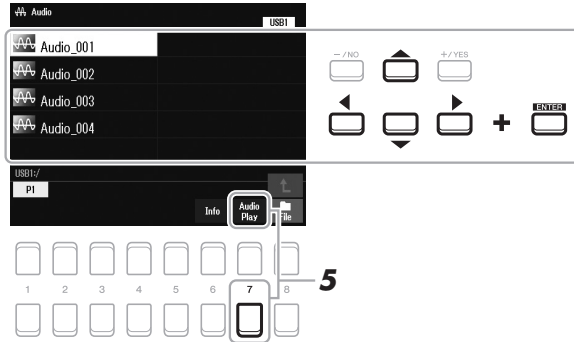 Audio
USB1
Audio_001
Audio_002
Audio_003
Audio_004
-/NO
+/YES
+
ENTER
USB1:/
P1
Info
Audio
Play
File
1 2 3 4 5 6 7 8
5